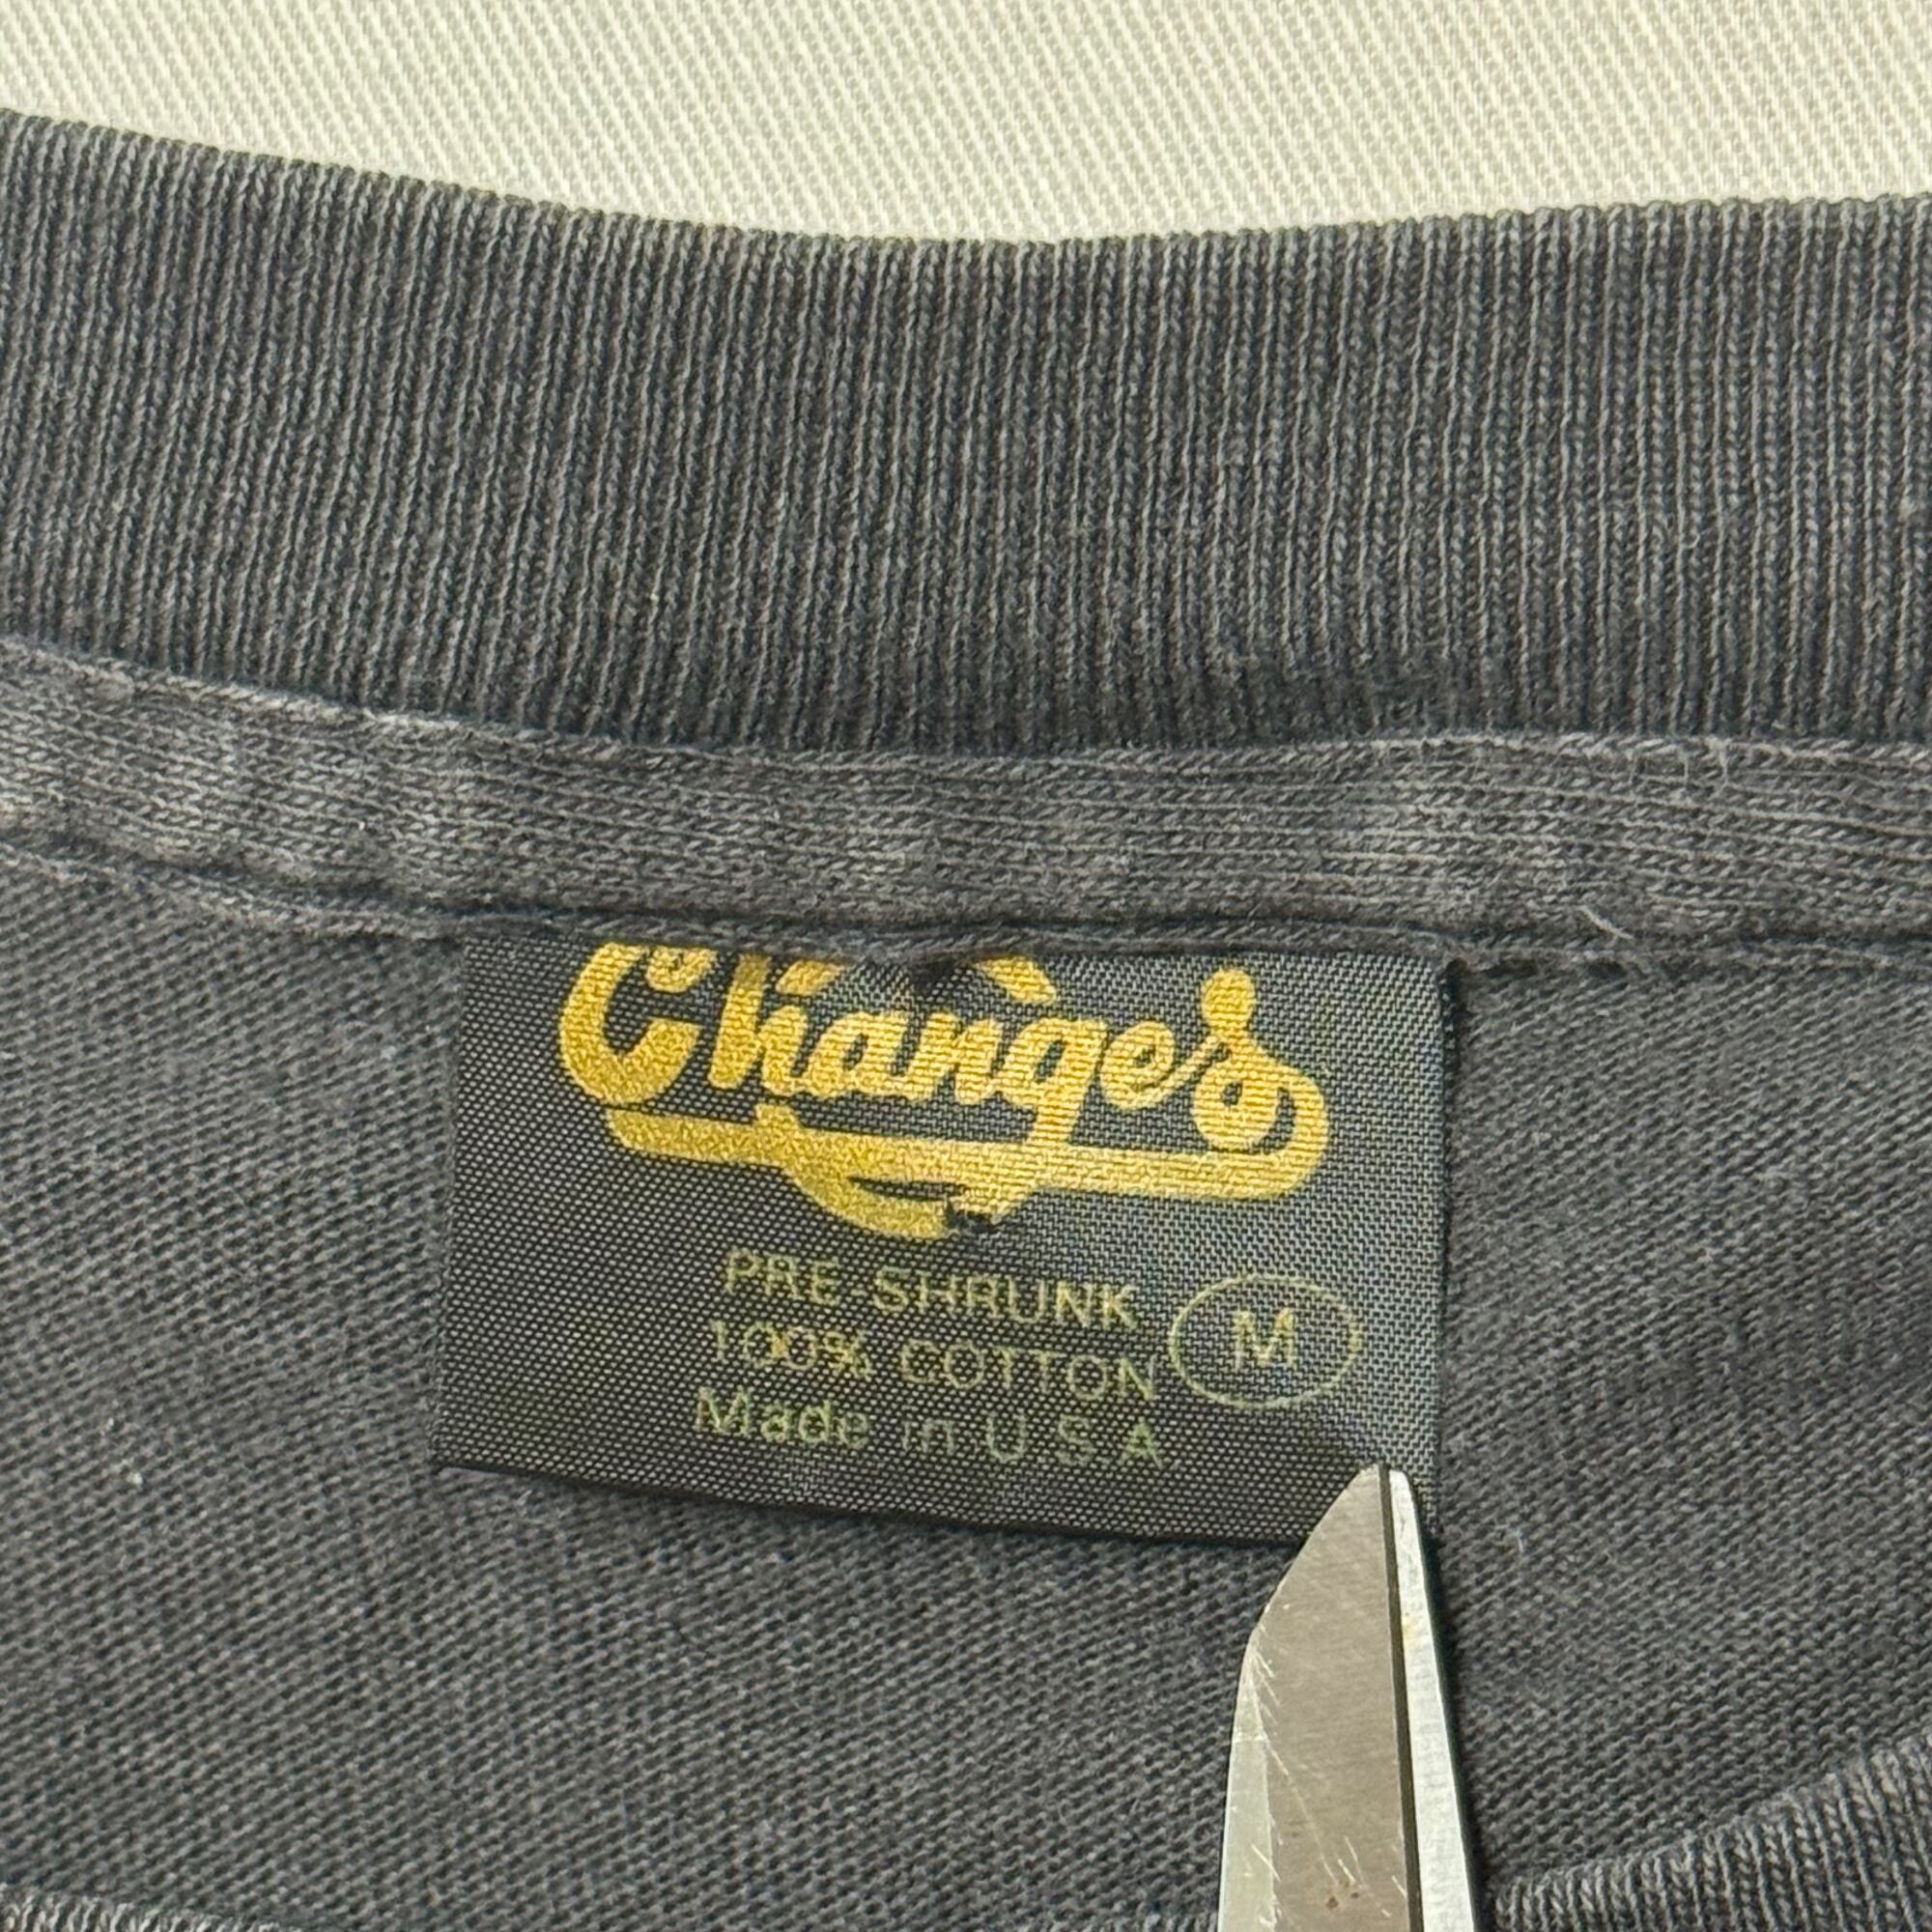 Changes
PRE-SHRUNK
100% COTTON
Made in U S A
M